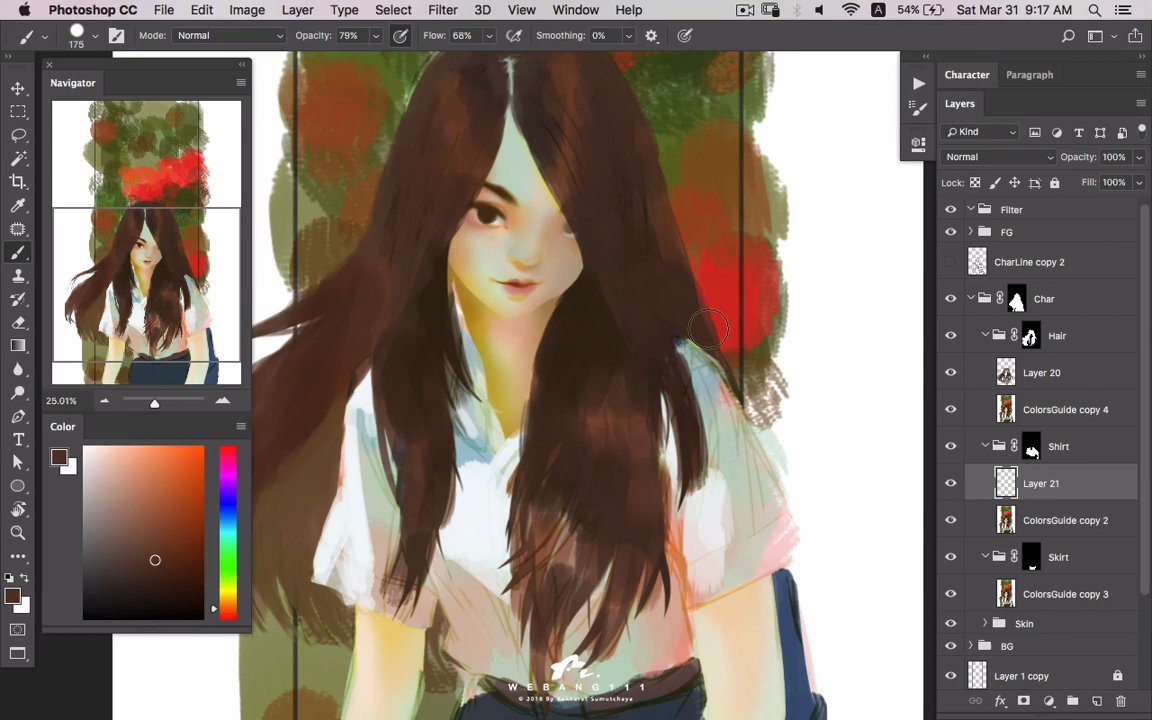 Photoshop CC File Edit Image Layer Type Select Filter 3D View Window Help A 54% Sat Mar 31 9:17 AM
175 Mode: Normal Opacity: 79% Flow: 68% Smoothing: 0%
Navigator
25.01%
Color
Character Paragraph
Layers
Kind
Normal Opacity: 100%
Lock: Fill: 100%
Filter
FG
CharLine copy 2
Char
Hair
Layer 20
ColorsGuide copy 4
Shirt
Layer 21
ColorsGuide copy 2
Skirt
ColorsGuide copy 3
Skin
BG
Layer 1 copy
fx
WEBANG111